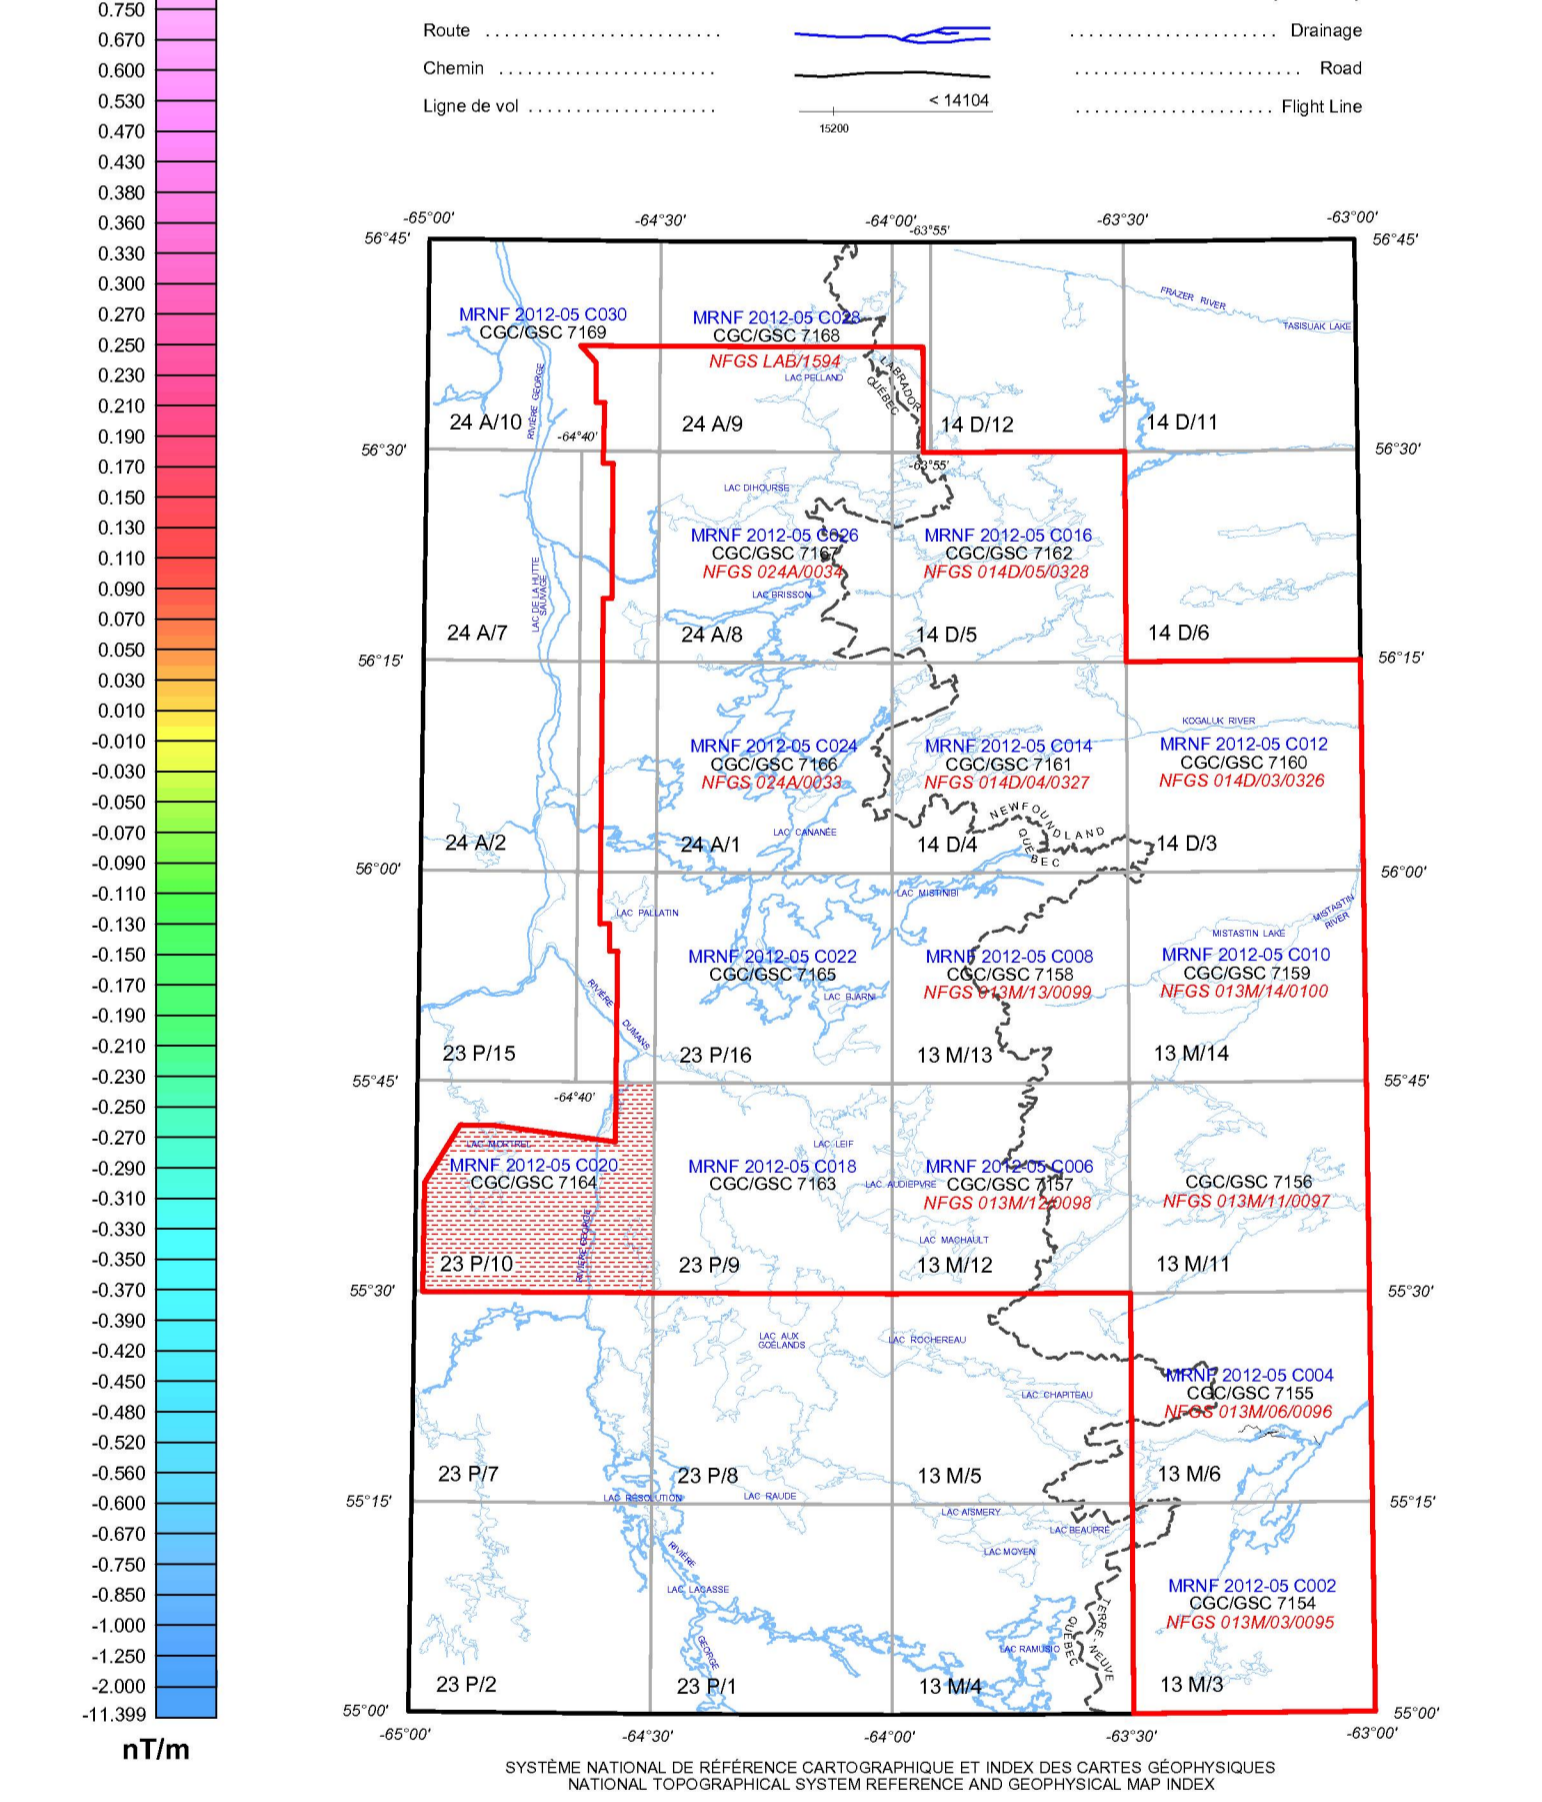 0.750
0.670
0.600
0.530
0.470
0.430
0.380
0.360
0.330
0.300
0.270
0.250
0.230
0.210
0.190
0.170
0.150
0.130
0.110
0.090
0.070
0.050
0.030
0.010
-0.010
-0.030
-0.050
-0.070
-0.090
-0.110
-0.130
-0.150
-0.170
-0.190
-0.210
-0.230
-0.250
-0.270
-0.290
-0.310
-0.330
-0.350
-0.370
-0.390
-0.420
-0.450
-0.480
-0.520
-0.560
-0.600
-0.670
-0.750
-0.850
-1.000
-1.250
-2.000
-11.399
nT/m
Route ........................ Drainage
Chemin ........................ Road
Ligne de vol ........................ < 14104 ........................ Flight Line
15200
-65°00' -64°30' -64°00' -63°30' -63°00'
-63°55'
56°45' 56°45'
FRAZER RIVER
TASISUAK LAKE
MRNF 2012-05 C030
CGC/GSC 7169
MRNF 2012-05 C028
CGC/GSC 7168
NFGS LAB/1594
LAC PELLAND
LABRADOR
QUÉBEC
RIVIÈRE GEORGE
24 A/10 24 A/9 14 D/12 14 D/11
-64°40'
56°30' 56°30'
-63°55'
LAC DIHOURSE
MRNF 2012-05 C026
CGC/GSC 7167
NFGS 024A/0034
MRNF 2012-05 C016
CGC/GSC 7162
NFGS 014D/05/0328
LAC DE LA HUTTE
SAUVAGE
LAC BRISSON
24 A/7 24 A/8 14 D/5 14 D/6
56°15' 56°15'
KOGALUK RIVER
MRNF 2012-05 C024
CGC/GSC 7166
NFGS 024A/0033
MRNF 2012-05 C014
CGC/GSC 7161
NFGS 014D/04/0327
MRNF 2012-05 C012
CGC/GSC 7160
NFGS 014D/03/0326
NEWFOUNDLAND
QUÉBEC
LAC CANANÉE
24 A/2 24 A/1 14 D/4 14 D/3
56°00' 56°00'
LAC MISTINIBI
LAC PALLATIN
MISTASTIN
RIVER
MISTASTIN LAKE
MRNF 2012-05 C022
CGC/GSC 7165
MRNF 2012-05 C008
CGC/GSC 7158
NFGS 013M/13/0099
MRNF 2012-05 C010
CGC/GSC 7159
NFGS 013M/14/0100
RIVIÈRE
DUMANS
LAC BJARNI
23 P/15 23 P/16 13 M/13 13 M/14
55°45' 55°45'
-64°40'
LAC MORTREL
LAC LEIF
MRNF 2012-05 C020
CGC/GSC 7164
MRNF 2012-05 C018
CGC/GSC 7163
LAC AUDIEPVRE
MRNF 2012-05 C006
CGC/GSC 7157
NFGS 013M/12/0098
CGC/GSC 7156
NFGS 013M/11/0097
RIVIÈRE GEORGE
LAC MACHAULT
23 P/10 23 P/9 13 M/12 13 M/11
55°30' 55°30'
LAC AUX
GOÉLANDS
LAC ROCHEREAU
LAC CHAPITEAU
MRNF 2012-05 C004
CGC/GSC 7155
NFGS 013M/06/0096
23 P/7 23 P/8 13 M/5 13 M/6
LAC RÉSOLUTION
LAC RAUDE
55°15' 55°15'
LAC AISMERY
LAC BEAUPRÉ
LAC MOYEN
RIVIÈRE
LAC LACASSE
GEORGE
MRNF 2012-05 C002
CGC/GSC 7154
NFGS 013M/03/0095
TERRE-NEUVE
QUÉBEC
LAC RAMUSIO
23 P/2 23 P/1 13 M/4 13 M/3
55°00' 55°00'
-65°00' -64°30' -64°00' -63°30' -63°00'
SYSTÈME NATIONAL DE RÉFÉRENCE CARTOGRAPHIQUE ET INDEX DES CARTES GÉOPHYSIQUES
NATIONAL TOPOGRAPHICAL SYSTEM REFERENCE AND GEOPHYSICAL MAP INDEX